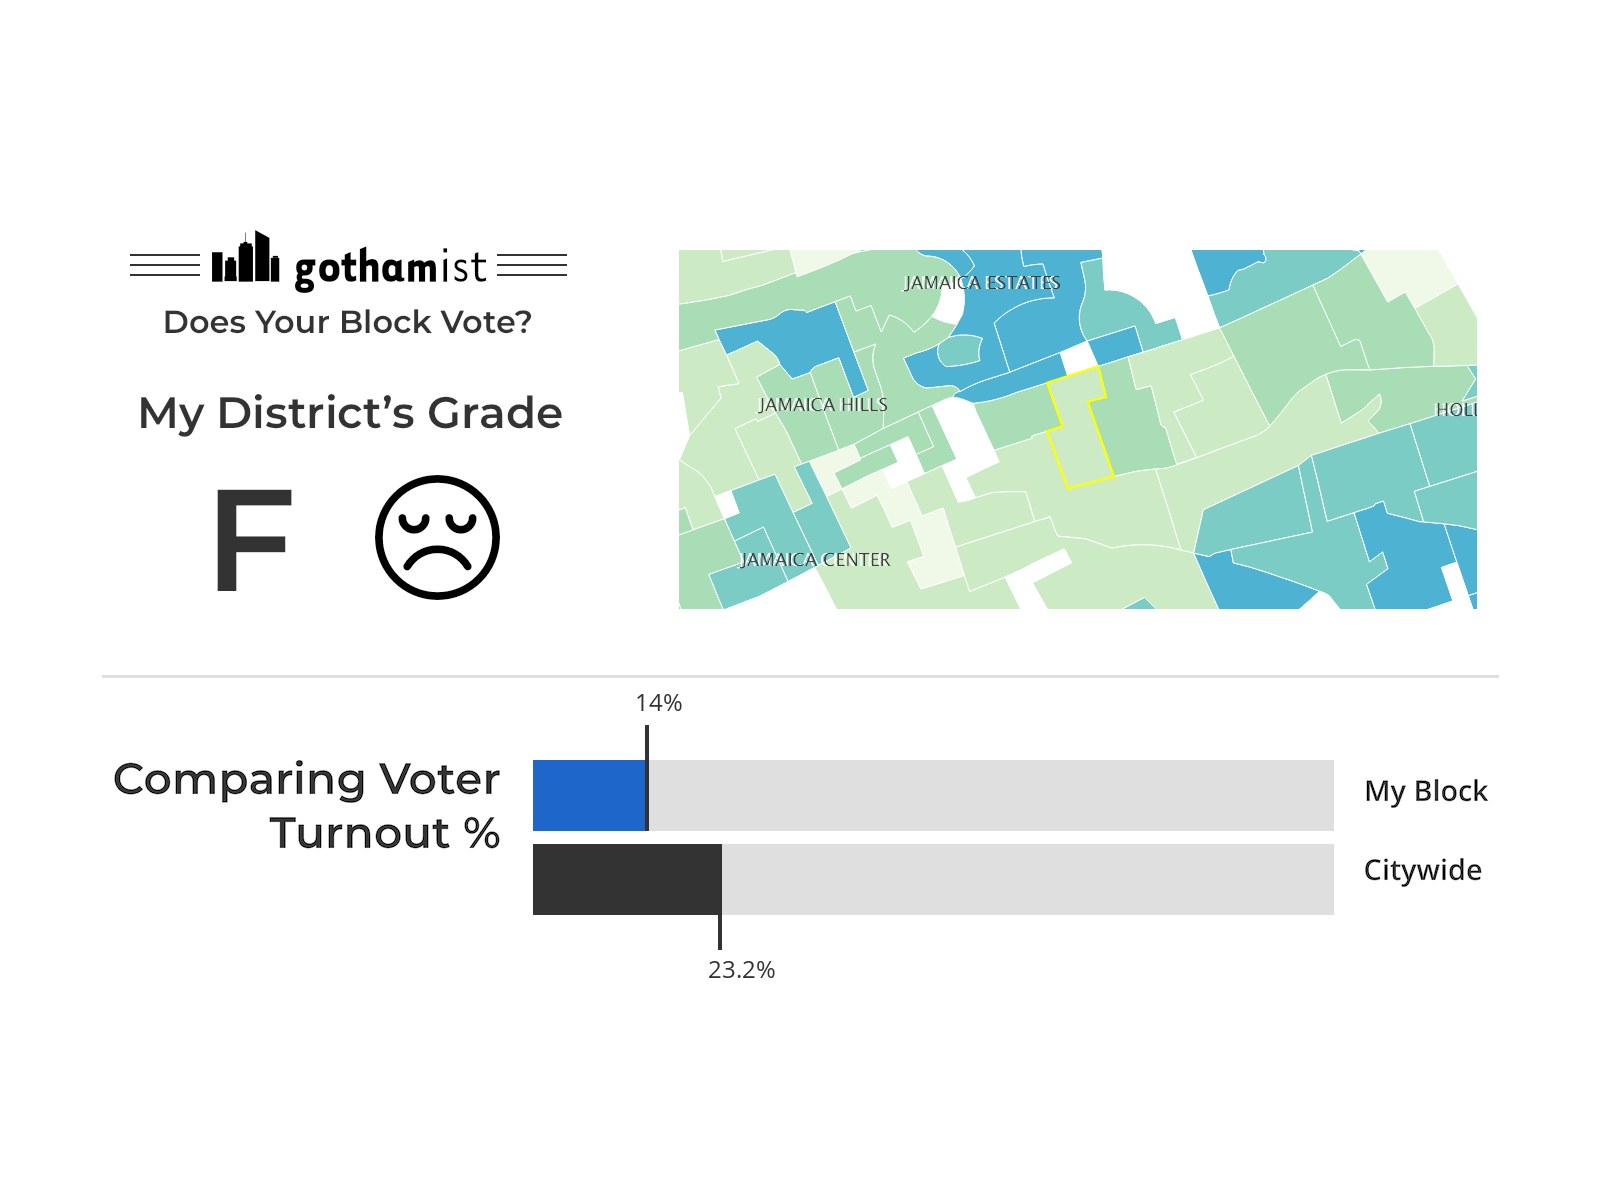 gothamist
Does Your Block Vote?
My District’s Grade
F
JAMAICA ESTATES
JAMAICA HILLS
HOLL
JAMAICA CENTER
14%
Comparing Voter
Turnout %
My Block
Citywide
23.2%